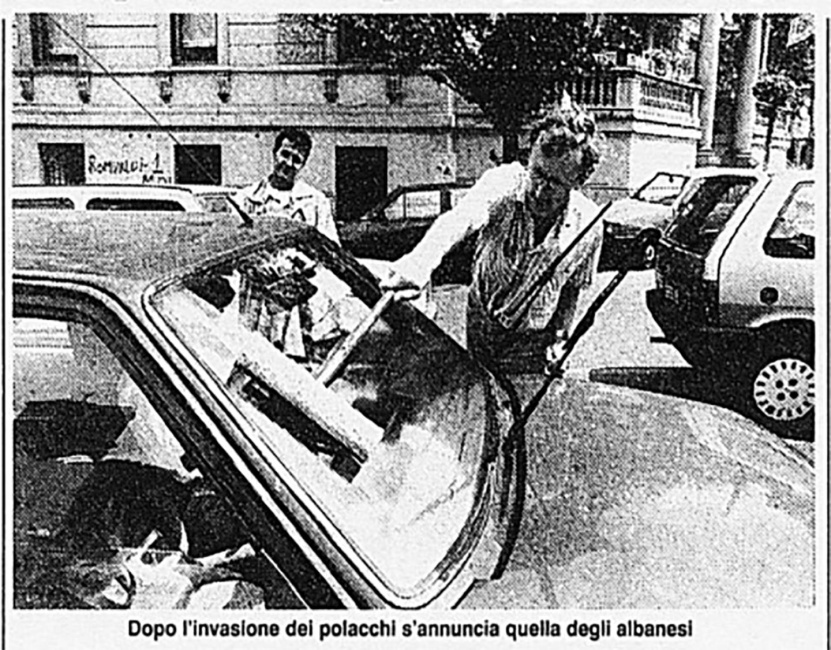 Dopo l'invasione dei polacchi s'annuncia quella degli albanesi